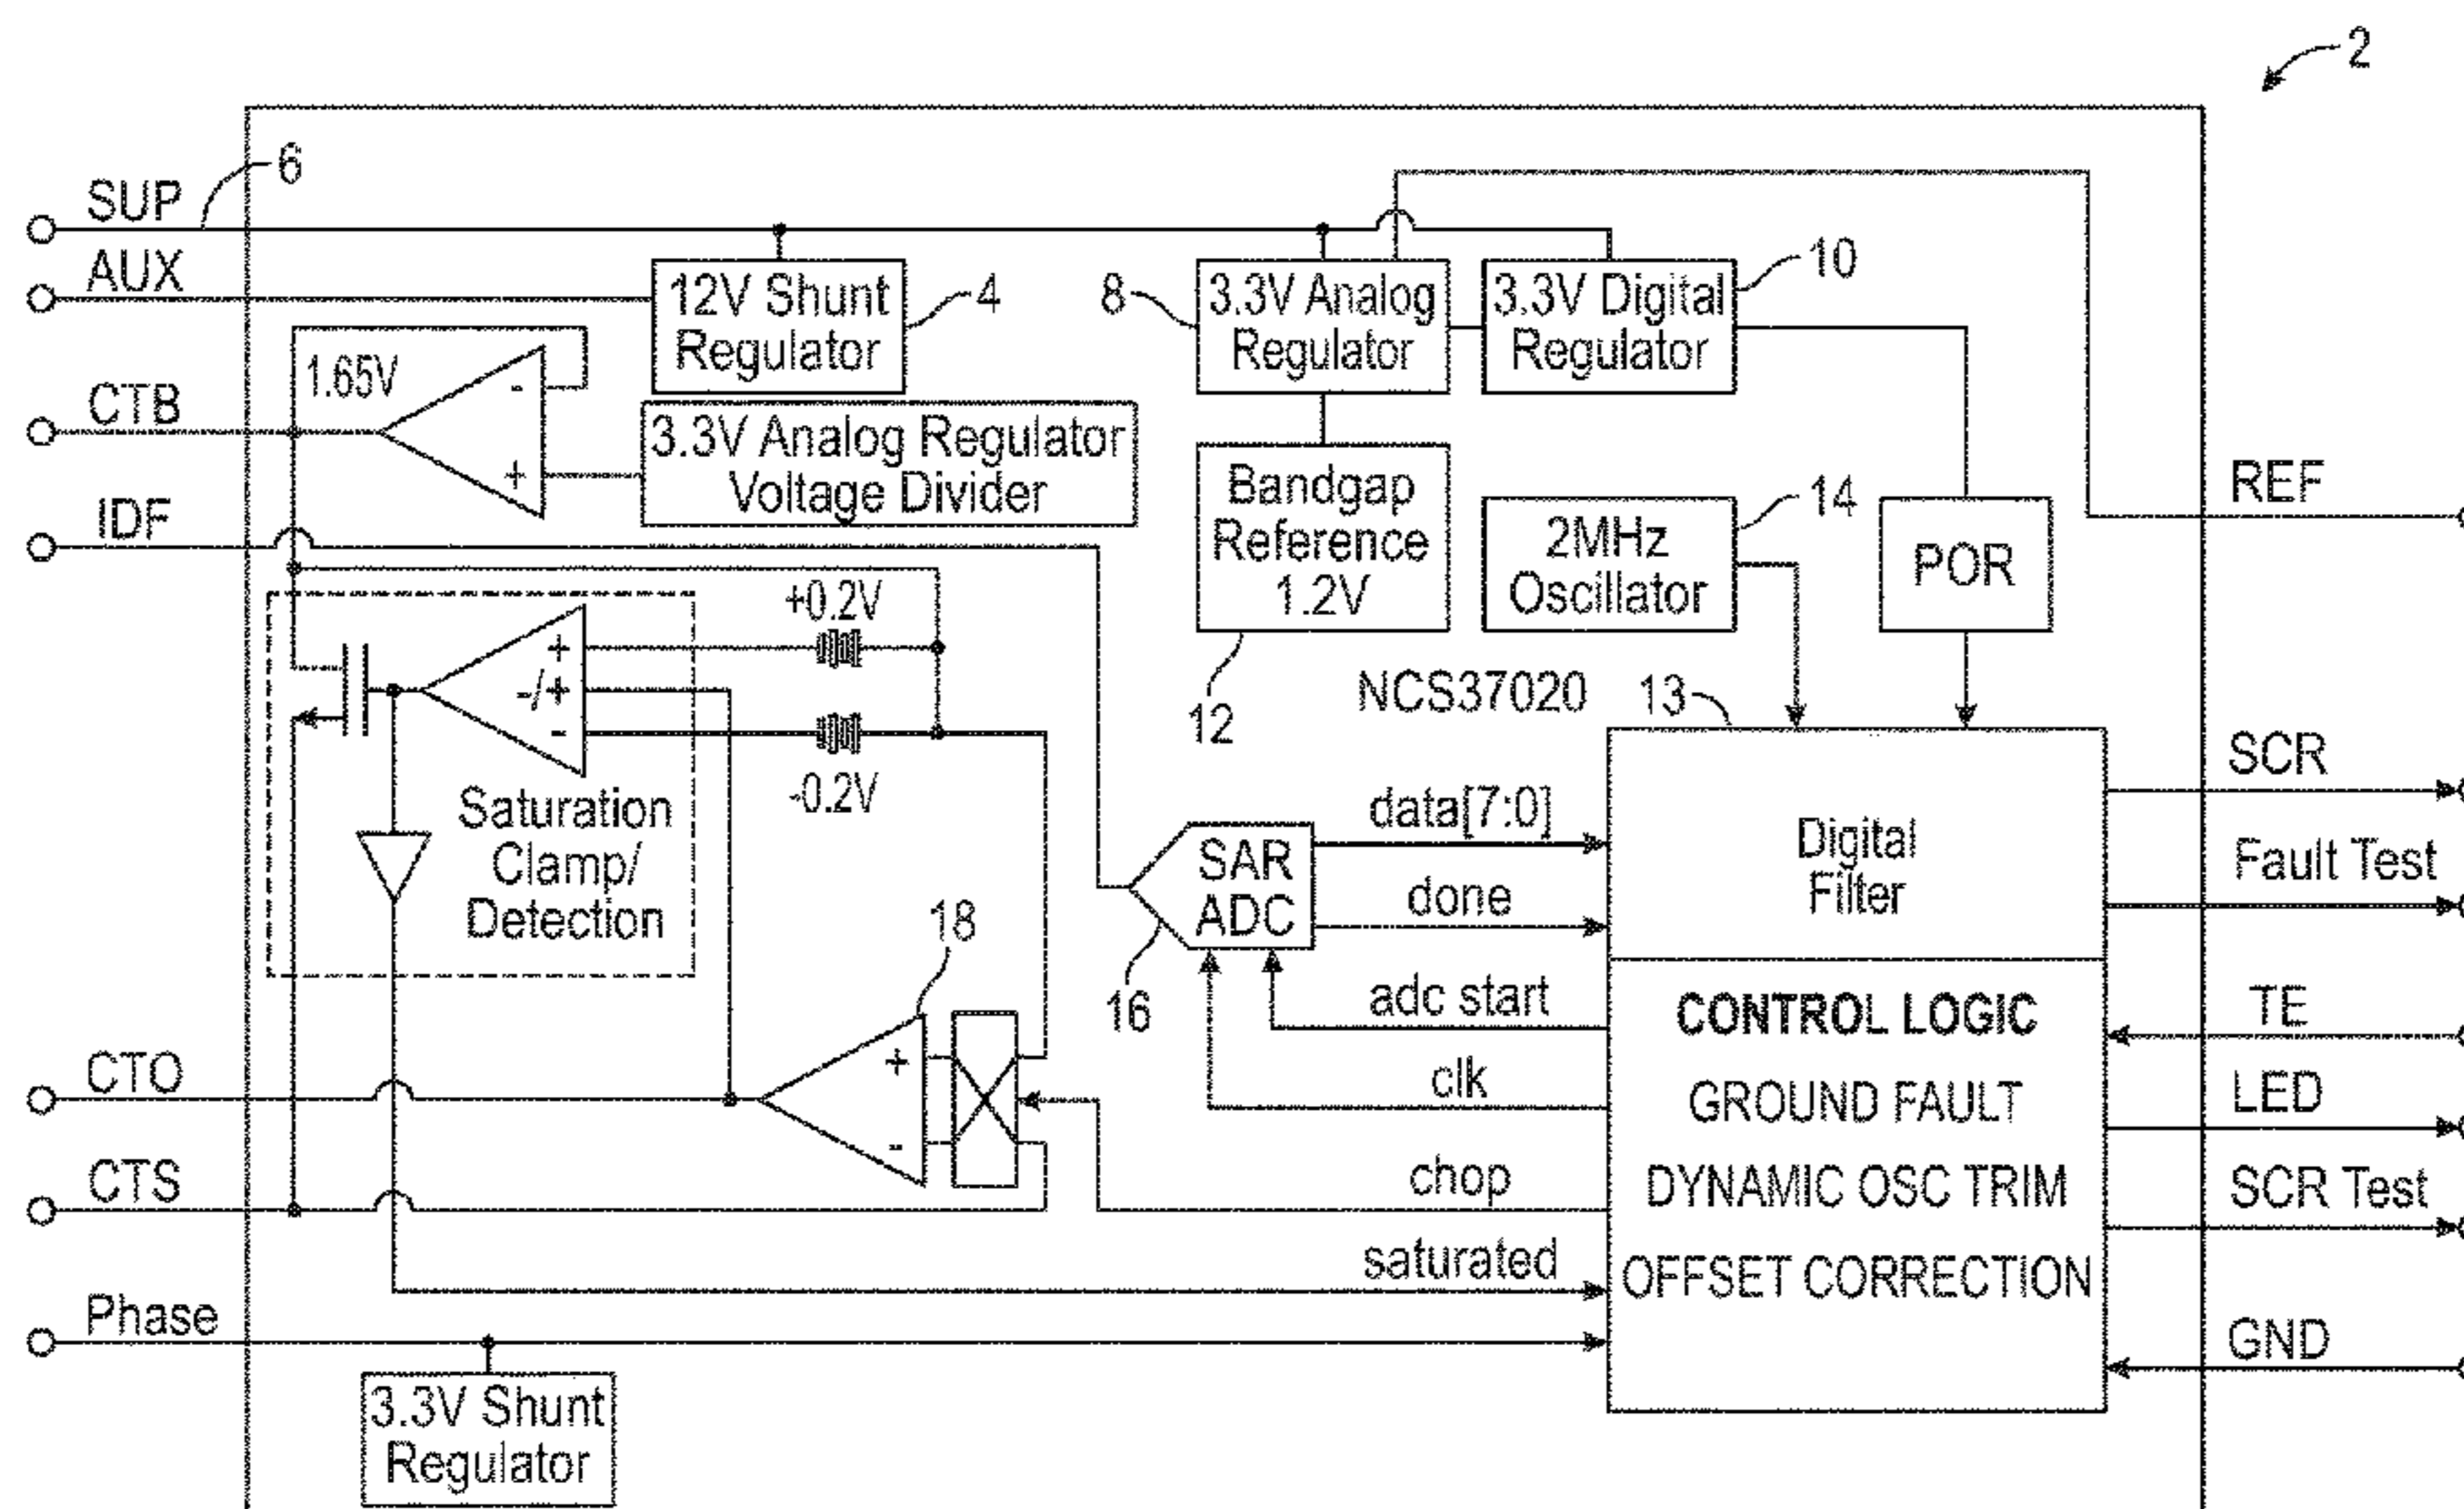 2
6
SUP
AUX
12V Shunt
Regulator
4
8
3.3V Analog
Regulator
3.3V Digital
Regulator
10
1.65V
-
+
CTB
3.3V Analog Regulator
Voltage Divider
Bandgap
Reference
1.2V
12
2MHz
Oscillator
14
POR
REF
IDF
+0.2V
+
-/+
-
-0.2V
Saturation
Clamp/
Detection
NCS37020
13
data[7:0]
SAR
ADC
done
16
adc start
clk
chop
saturated
18
+
-
Digital
Filter
CONTROL LOGIC
GROUND FAULT
DYNAMIC OSC TRIM
OFFSET CORRECTION
SCR
Fault Test
TE
LED
SCR Test
GND
CTO
CTS
Phase
3.3V Shunt
Regulator